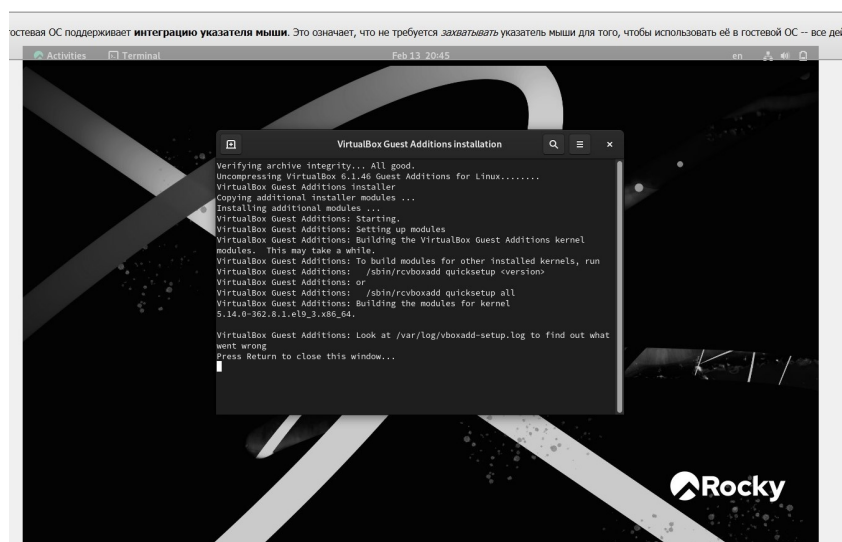 гостевая ОС поддерживает интеграцию указателя мыши. Это означает, что не требуется захватывать указатель мыши для того, чтобы использовать её в гостевой ОС -- все дей
Activities Terminal Feb 13 20:45 en
VirtualBox Guest Additions installation
Verifying archive integrity... All good.
Uncompressing VirtualBox 6.1.46 Guest Additions for Linux........
VirtualBox Guest Additions installer
Copying additional installer modules ...
Installing additional modules ...
VirtualBox Guest Additions: Starting.
VirtualBox Guest Additions: Setting up modules
VirtualBox Guest Additions: Building the VirtualBox Guest Additions kernel
modules.  This may take a while.
VirtualBox Guest Additions: To build modules for other installed kernels, run
VirtualBox Guest Additions:   /sbin/rcvboxadd quicksetup <version>
VirtualBox Guest Additions: or
VirtualBox Guest Additions:   /sbin/rcvboxadd quicksetup all
VirtualBox Guest Additions: Building the modules for kernel
5.14.0-362.8.1.el9_3.x86_64.
VirtualBox Guest Additions: Look at /var/log/vboxadd-setup.log to find out what
went wrong
Press Return to close this window...
Rocky